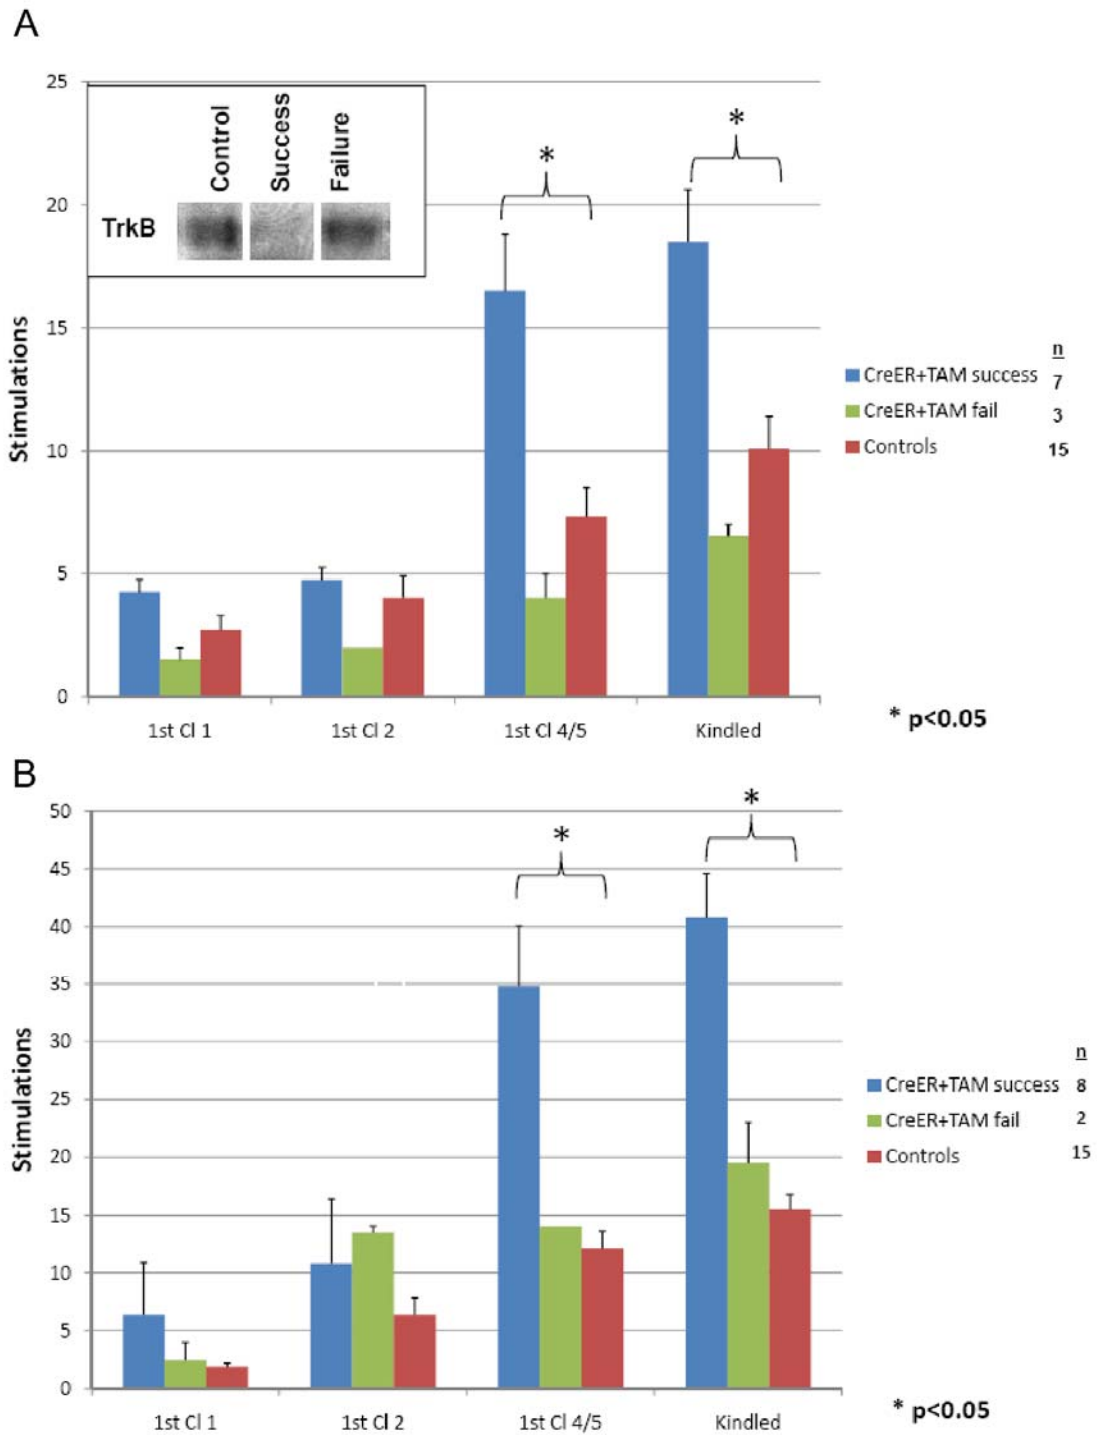 A
25
20
15
10
5
0
Stimulations
Control
Success
Failure
TrkB
*
*
n
CreER+TAM success 7
CreER+TAM fail 3
Controls 15
1st Cl 1 1st Cl 2 1st Cl 4/5 Kindled
* p<0.05
B
50
45
40
35
30
25
20
15
10
5
0
Stimulations
*
*
n
CreER+TAM success 8
CreER+TAM fail 2
Controls 15
1st Cl 1 1st Cl 2 1st Cl 4/5 Kindled
* p<0.05